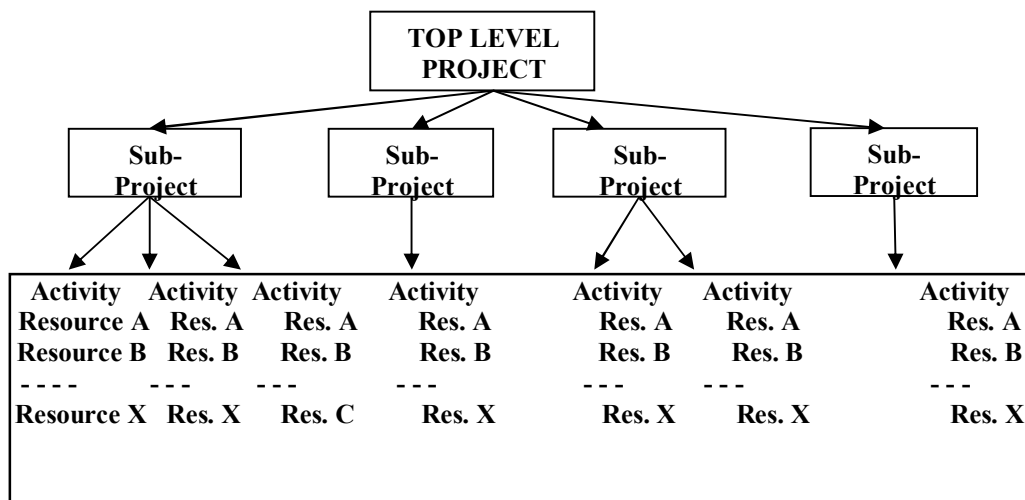 TOP LEVEL
PROJECT
Sub-
Project
Sub-
Project
Sub-
Project
Sub-
Project
Activity Activity Activity Activity Activity Activity Activity
Resource A Res. A Res. A Res. A Res. A Res. A Res. A
Resource B Res. B Res. B Res. B Res. B Res. B Res. B
- - - - - - - - - - - - - - - - - - - - - -
Resource X Res. X Res. C Res. X Res. X Res. X Res. X